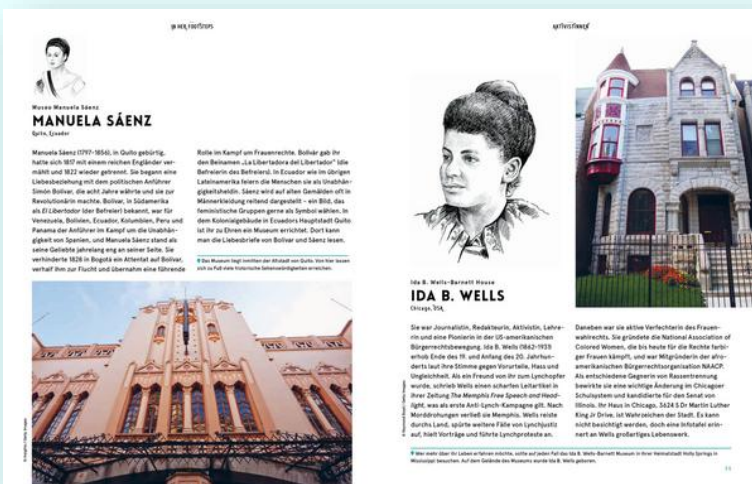 IN HER FOOTSTEPS
Museo Manuela Sáenz
MANUELA SÁENZ
Quito, Ecuador
Manuela Sáenz (1797–1856), in Quito gebürtig,
hatte sich 1817 mit einem reichen Engländer ver-
mählt und 1822 wieder getrennt. Sie begann eine
Liebesbeziehung mit dem politischen Anführer
Simón Bolívar, die acht Jahre währte und sie zur
Revolutionärin machte. Bolívar, in Südamerika
als El Libertador (der Befreier) bekannt, war für
Venezuela, Bolivien, Ecuador, Kolumbien, Peru und
Panama der Anführer im Kampf um die Unabhän-
gigkeit von Spanien, und Manuela Sáenz stand als
seine Geliebte jahrelang eng an seiner Seite. Sie
verhinderte 1828 in Bogotá ein Attentat auf Bolívar,
verhalf ihm zur Flucht und übernahm eine führende
Rolle im Kampf um Frauenrechte. Bolívar gab ihr
den Beinamen „La Libertadora del Libertador“ (die
Befreierin des Befreiers). In Ecuador wie im übrigen
Lateinamerika feiern die Menschen sie als Unabhän-
gigkeitsheldin. Sáenz wird auf alten Gemälden oft in
Männerkleidung reitend dargestellt – ein Bild, das
feministische Gruppen gerne als Symbol wählen. In
dem Kolonialgebäude in Ecuadors Hauptstadt Quito
ist ihr zu Ehren ein Museum errichtet. Dort kann
man die Liebesbriefe von Bolívar und Sáenz lesen.
Das Museum liegt inmitten der Altstadt von Quito. Von hier lassen
sich zu Fuß viele historische Sehenswürdigkeiten erreichen.
AKTIVISTINNEN
Ida B. Wells-Barnett House
IDA B. WELLS
Chicago, USA
Sie war Journalistin, Redakteurin, Aktivistin, Lehre-
rin und eine Pionierin in der US-amerikanischen
Bürgerrechtsbewegung. Ida B. Wells (1862–1931)
erhob Ende des 19. und Anfang des 20. Jahrhun-
derts laut ihre Stimme gegen Vorurteile, Hass und
Ungleichheit. Als ein Freund von ihr zum Lynchopfer
wurde, schrieb Wells einen scharfen Leitartikel in
ihrer Zeitung The Memphis Free Speech and Head-
light, was als erste Anti-Lynch-Kampagne gilt. Nach
Morddrohungen verließ sie Memphis. Wells reiste
durchs Land, spürte weitere Fälle von Lynchjustiz
auf, hielt Vorträge und führte Lynchproteste an.
Daneben war sie aktive Verfechterin des Frauen-
wahlrechts. Sie gründete die National Association of
Colored Women, die bis heute für die Rechte farbi-
ger Frauen kämpft, und war Mitgründerin der afro-
amerikanischen Bürgerrechtsorganisation NAACP.
Als entschiedene Gegnerin von Rassentrennung
bewirkte sie eine wichtige Änderung im Chicagoer
Schulsystem und kandidierte für den Senat von
Illinois. Ihr Haus in Chicago, 3624 S Dr Martin Luther
King Jr Drive, ist Wahrzeichen der Stadt. Es kann
nicht besichtigt werden, doch eine Infotafel erin-
nert an Wells großartiges Lebenswerk.
Wer mehr über ihr Leben erfahren möchte, sollte auf jeden Fall das Ida B. Wells-Barnett Museum in ihrer Heimatstadt Holly Springs in
Mississippi besuchen. Auf dem Gelände des Museums wurde Ida B. Wells geboren.